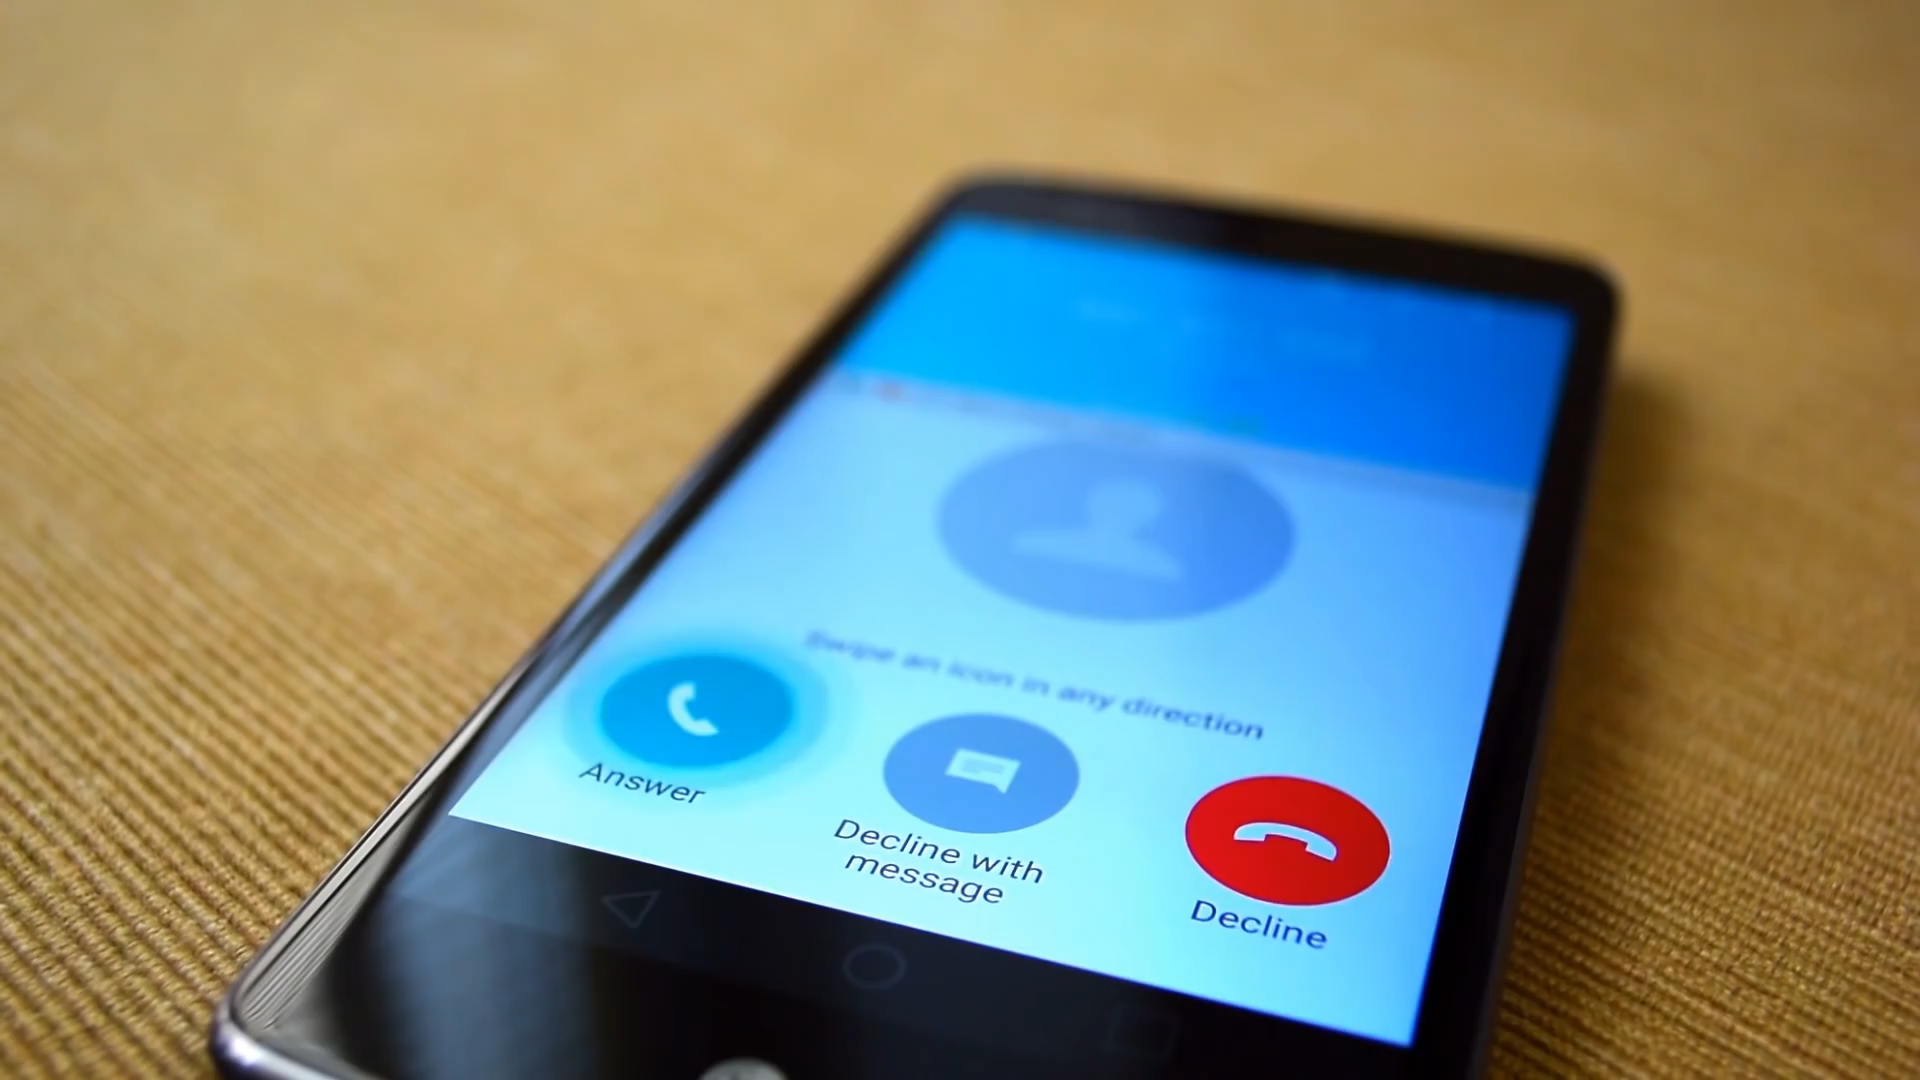 Swipe an icon in any direction
Answer
Decline with
message
Decline